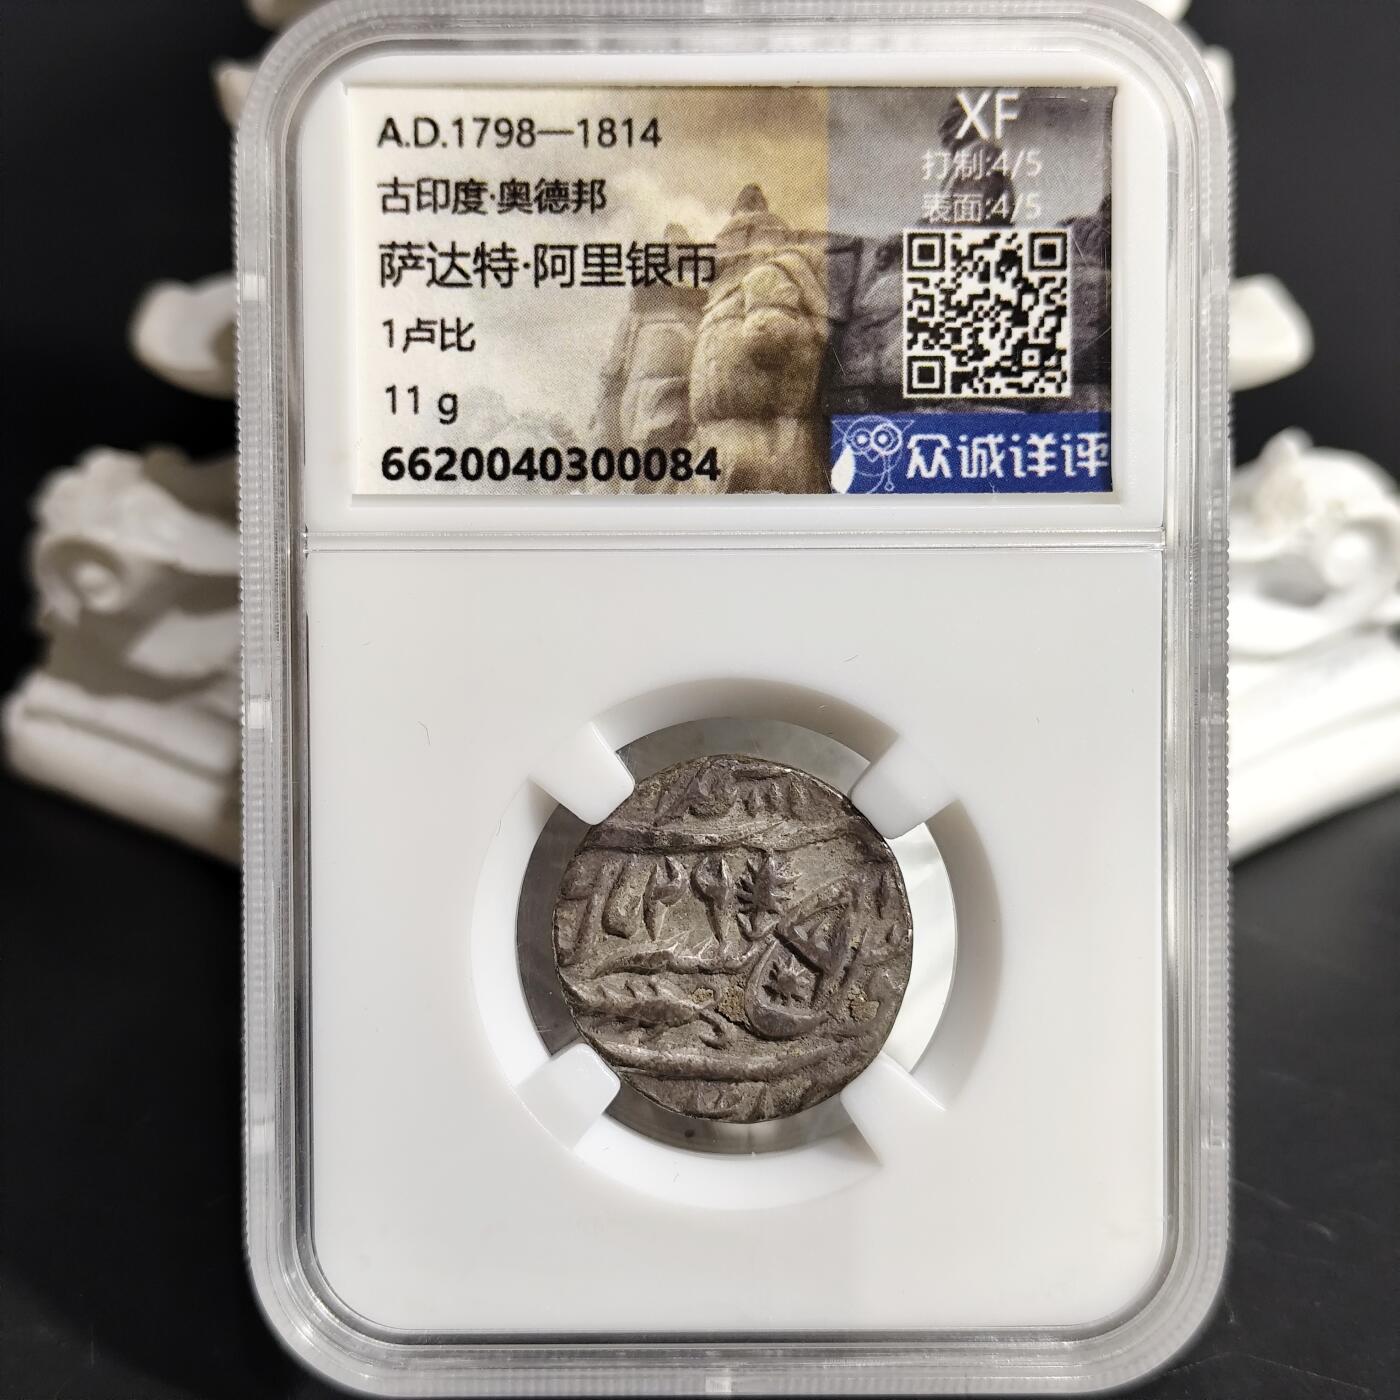 A.D.1798—1814
古印度·奥德邦
萨达特·阿里银币
1卢比
11 g
6620040300084
XF
打制:4/5
表面:4/5
众诚详评